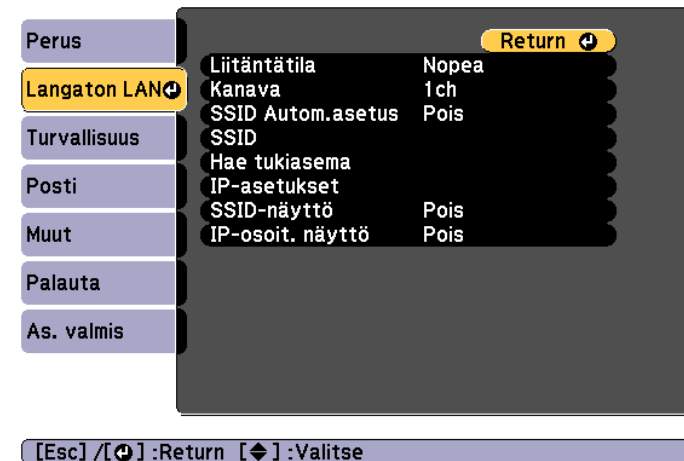 Perus
Langaton LAN
Turvallisuus
Posti
Muut
Palauta
As. valmis
Return
Liitäntätila Nopea
Kanava 1ch
SSID Autom.asetus Pois
SSID
Hae tukiasema
IP-asetukset
SSID-näyttö Pois
IP-osoit. näyttö Pois
[Esc] /[⏎] :Return [◆] :Valitse